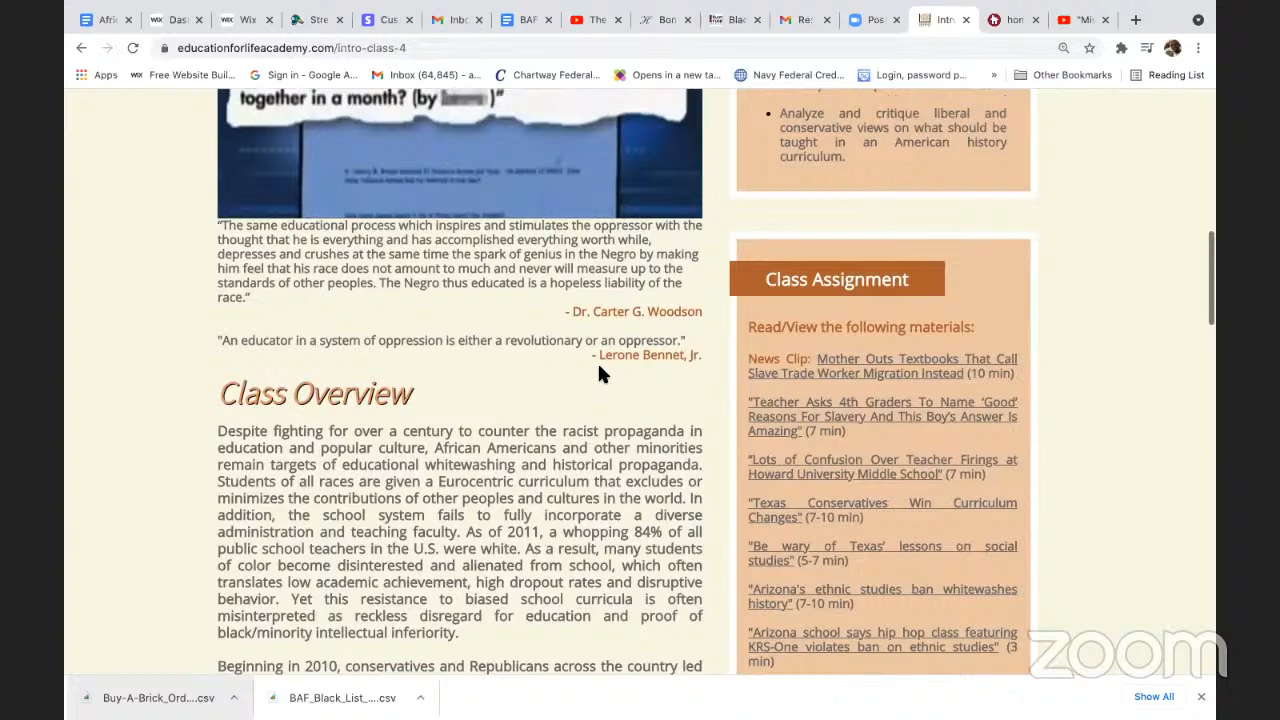 Afric
Das
Wix
Stre
Cus
Inbo
BAF
The
Bon
Blac
Re:
Pos
Intro
hom
"Mis
educationforlifeacademy.com/intro-class-4
Apps
Free Website Buil...
Sign in - Google A...
Inbox (64,845) - a...
Chartway Federal...
Opens in a new ta...
Navy Federal Cred...
Login, password p...
»
Other Bookmarks
Reading List
together in a month? (by
)"
"The same educational process which inspires and stimulates the oppressor with the
thought that he is everything and has accomplished everything worth while,
depresses and crushes at the same time the spark of genius in the Negro by making
him feel that his race does not amount to much and never will measure up to the
standards of other peoples. The Negro thus educated is a hopeless liability of the
race."
- Dr. Carter G. Woodson
"An educator in a system of oppression is either a revolutionary or an oppressor."
- Lerone Bennet, Jr.
Class Overview
Despite fighting for over a century to counter the racist propaganda in
education and popular culture, African Americans and other minorities
remain targets of educational whitewashing and historical propaganda.
Students of all races are given a Eurocentric curriculum that excludes or
minimizes the contributions of other peoples and cultures in the world. In
addition, the school system fails to fully incorporate a diverse
administration and teaching faculty. As of 2011, a whopping 84% of all
public school teachers in the U.S. were white. As a result, many students
of color become disinterested and alienated from school, which often
translates low academic achievement, high dropout rates and disruptive
behavior. Yet this resistance to biased school curricula is often
misinterpreted as reckless disregard for education and proof of
black/minority intellectual inferiority.
Beginning in 2010, conservatives and Republicans across the country led
• Analyze and critique liberal and
conservative views on what should be
taught in an American history
curriculum.
Class Assignment
Read/View the following materials:
News Clip: Mother Outs Textbooks That Call
Slave Trade Worker Migration Instead (10 min)
"Teacher Asks 4th Graders To Name 'Good'
Reasons For Slavery And This Boy's Answer Is
Amazing" (7 min)
"Lots of Confusion Over Teacher Firings at
Howard University Middle School" (7 min)
"Texas Conservatives Win Curriculum
Changes" (7-10 min)
"Be wary of Texas' lessons on social
studies" (5-7 min)
"Arizona's ethnic studies ban whitewashes
history" (7-10 min)
"Arizona school says hip hop class featuring
KRS-One violates ban on ethnic studies" (3
min)
zoom
Buy-A-Brick_Ord....csv
BAF_Black_List_....csv
Show All